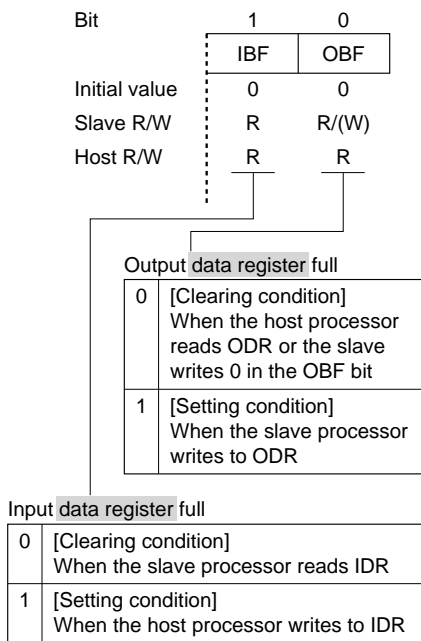 Bit 1 0
IBF OBF
Initial value 0 0
Slave R/W R R/(W)
Host R/W R R
Output data register full
0 [Clearing condition]
When the host processor
reads ODR or the slave
writes 0 in the OBF bit
1 [Setting condition]
When the slave processor
writes to ODR
Input data register full
0 [Clearing condition]
When the slave processor reads IDR
1 [Setting condition]
When the host processor writes to IDR